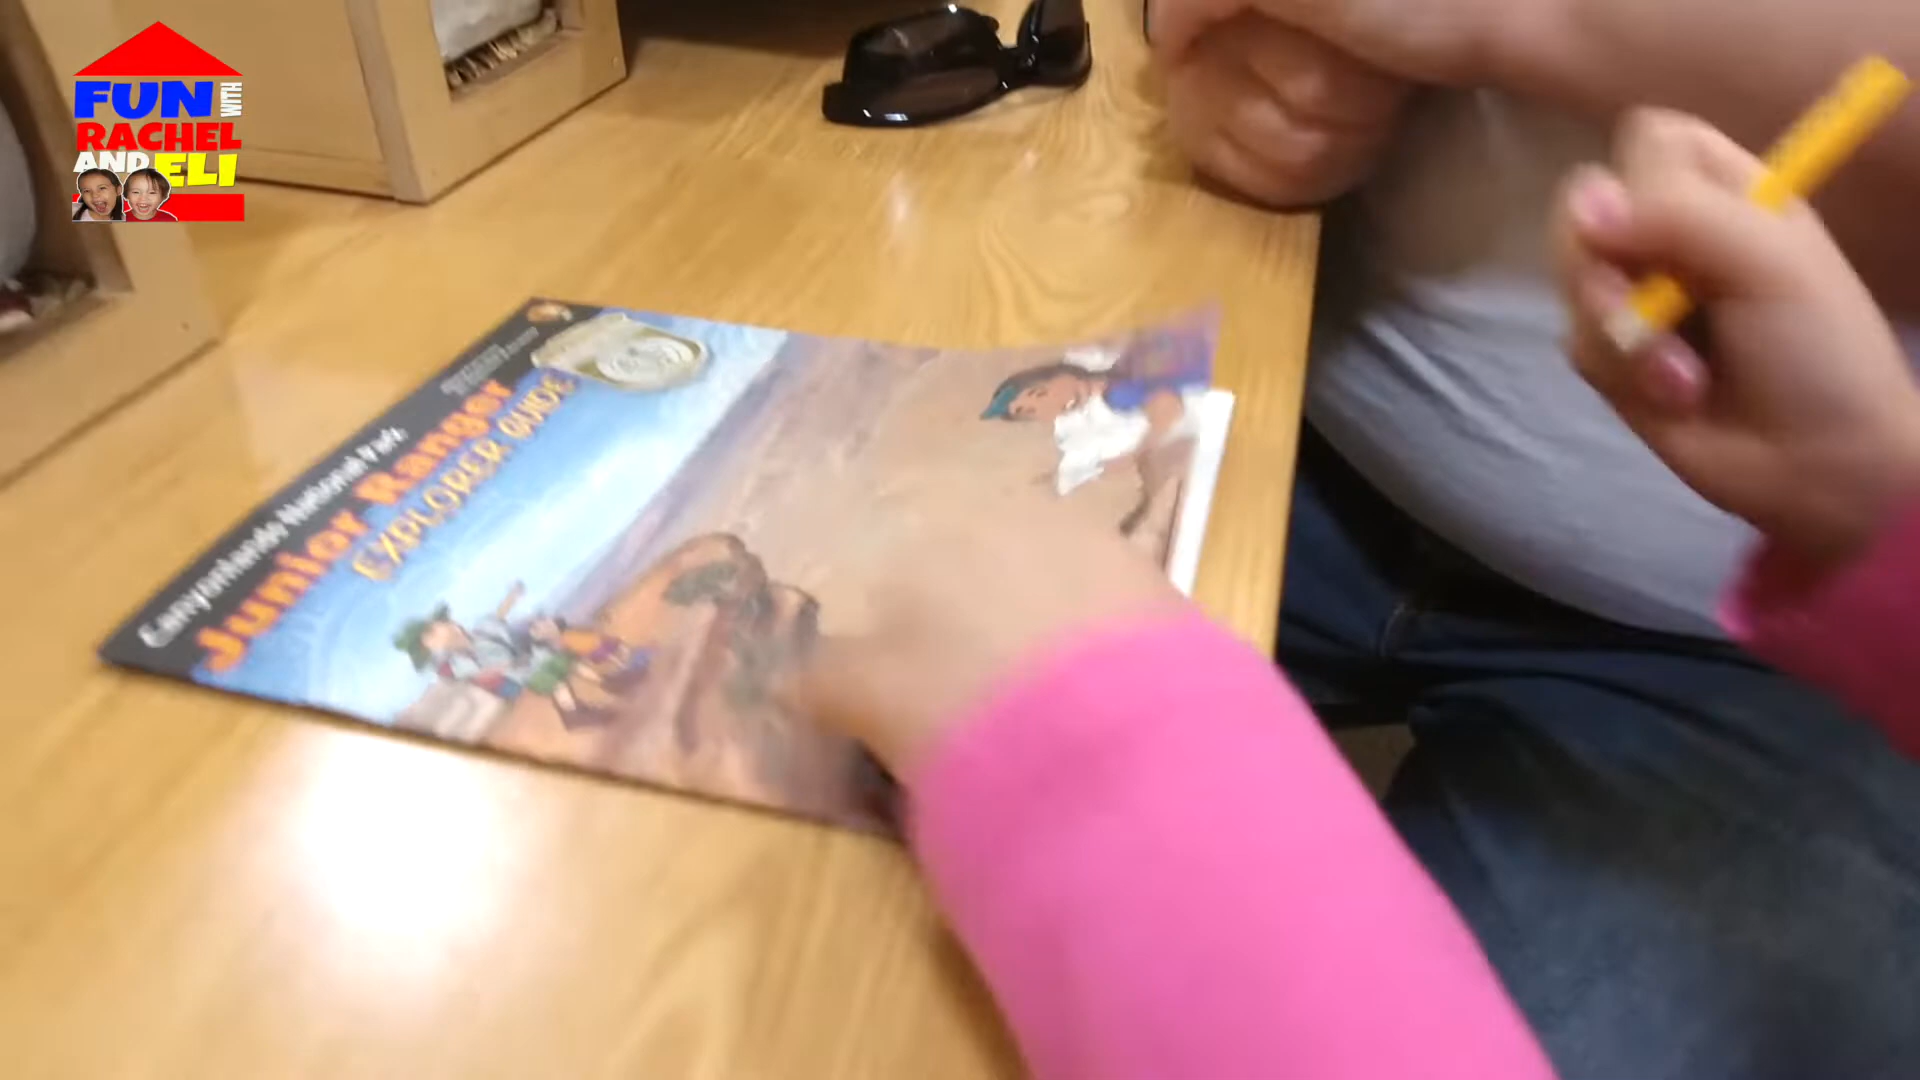 FUN WITH
RACHEL
AND ELI
Canyonlands National Park
Junior Ranger
EXPLORER GUIDE